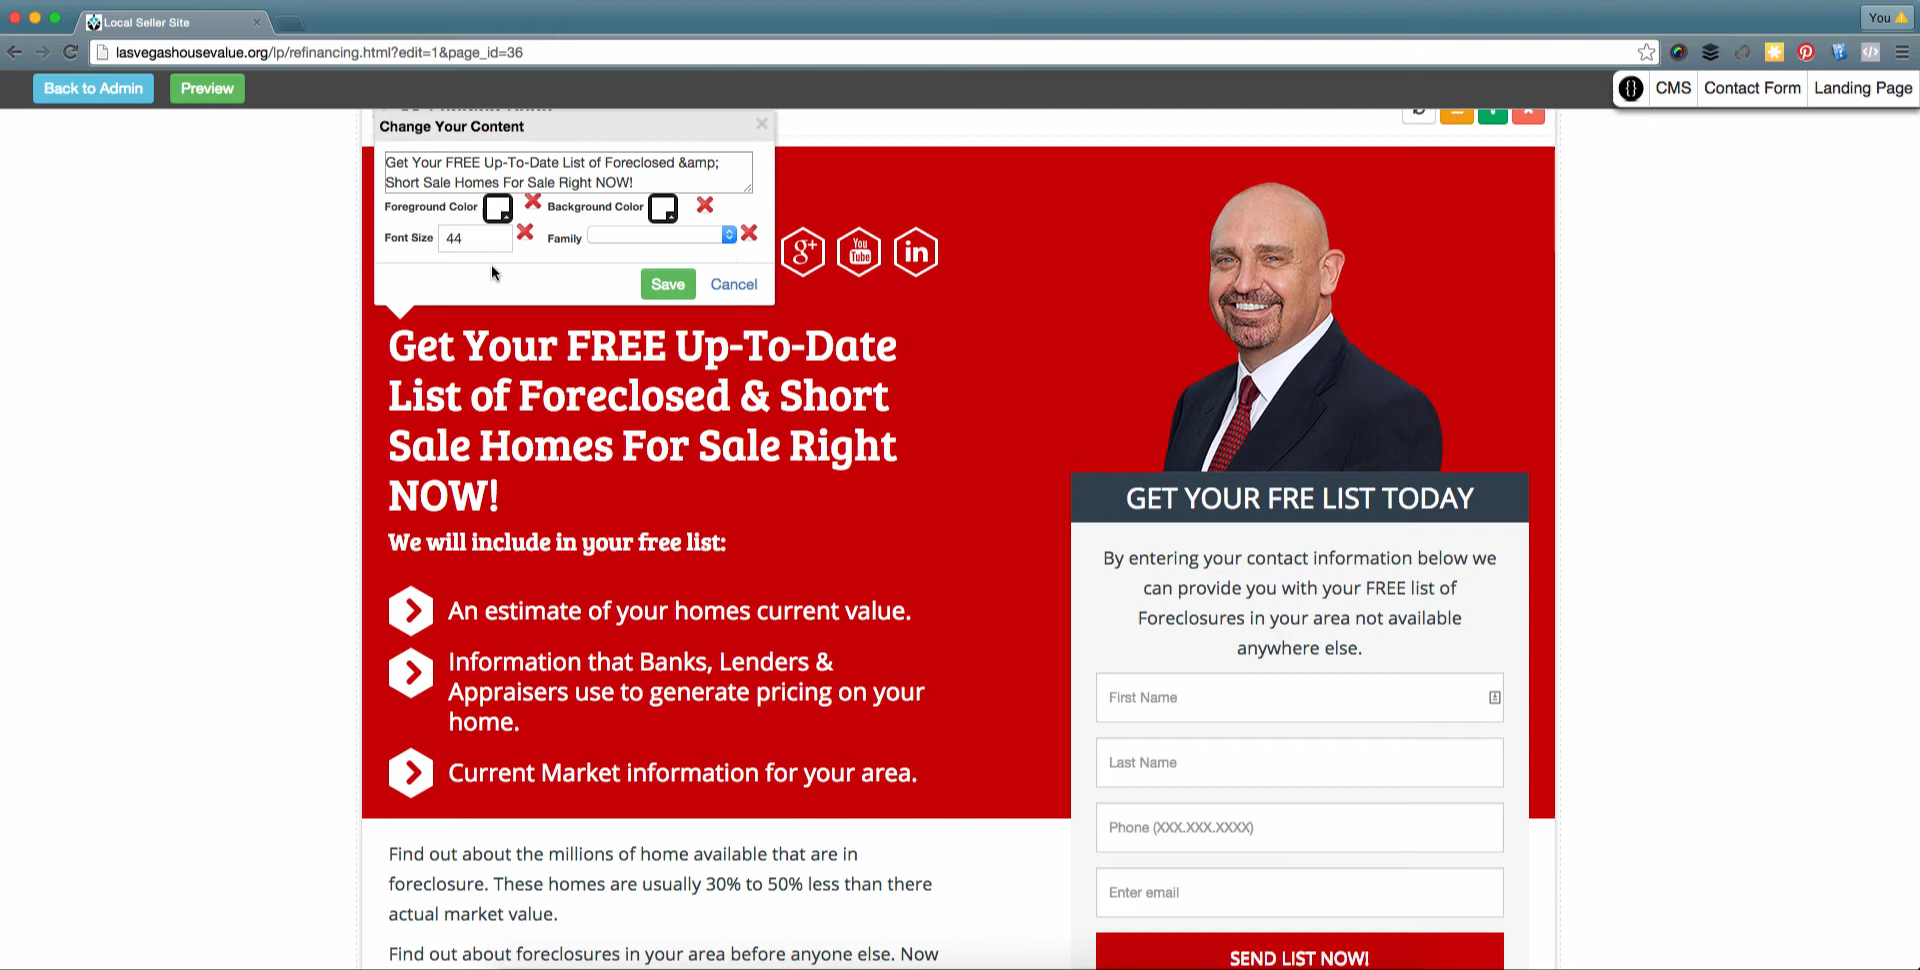 Local Seller Site
You
lasvegashousevalue.org/lp/refinancing.html?edit=1&page_id=36
Back to Admin
Preview
CMS
Contact Form
Landing Page
Change Your Content
Get Your FREE Up-To-Date List of Foreclosed &amp;
Short Sale Homes For Sale Right NOW!
Foreground Color
Background Color
Font Size
44
Family
Save
Cancel
g+
You
Tube
in
Get Your FREE Up-To-Date
List of Foreclosed & Short
Sale Homes For Sale Right
NOW!
We will include in your free list:
An estimate of your homes current value.
Information that Banks, Lenders &
Appraisers use to generate pricing on your
home.
Current Market information for your area.
Find out about the millions of home available that are in
foreclosure. These homes are usually 30% to 50% less than there
actual market value.
Find out about foreclosures in your area before anyone else. Now
GET YOUR FRE LIST TODAY
By entering your contact information below we
can provide you with your FREE list of
Foreclosures in your area not available
anywhere else.
First Name
Last Name
Phone (XXX.XXX.XXXX)
Enter email
SEND LIST NOW!